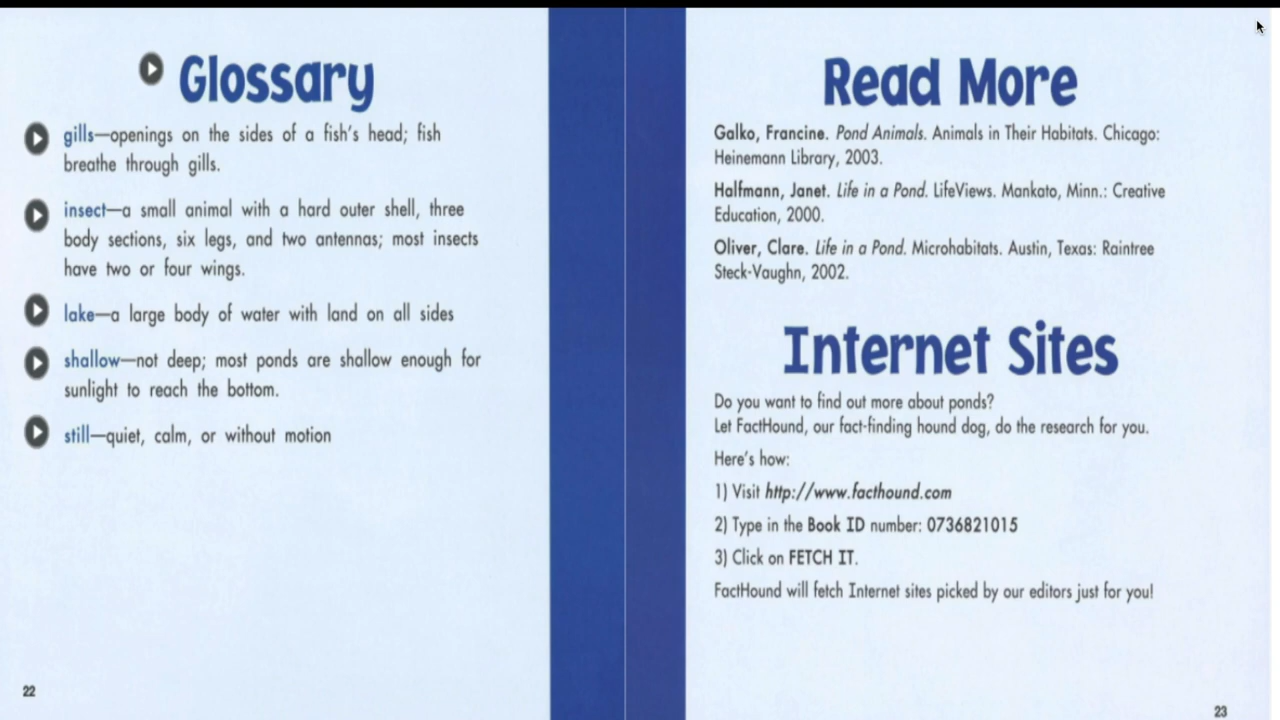 Glossary
gills—openings on the sides of a fish's head; fish
breathe through gills.
insect—a small animal with a hard outer shell, three
body sections, six legs, and two antennas; most insects
have two or four wings.
lake—a large body of water with land on all sides
shallow—not deep; most ponds are shallow enough for
sunlight to reach the bottom.
still—quiet, calm, or without motion
22
Read More
Galko, Francine. Pond Animals. Animals in Their Habitats. Chicago:
Heinemann Library, 2003.
Halfmann, Janet. Life in a Pond. LifeViews. Mankato, Minn.: Creative
Education, 2000.
Oliver, Clare. Life in a Pond. Microhabitats. Austin, Texas: Raintree
Steck-Vaughn, 2002.
Internet Sites
Do you want to find out more about ponds?
Let FactHound, our fact-finding hound dog, do the research for you.
Here's how:
1) Visit http://www.facthound.com
2) Type in the Book ID number: 0736821015
3) Click on FETCH IT.
FactHound will fetch Internet sites picked by our editors just for you!
23